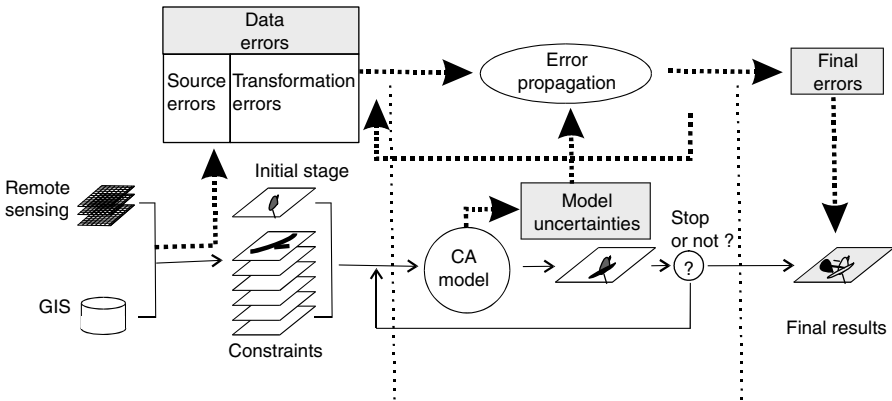 Data
errors
Source
errors
Transformation
errors
Error
propagation
Final
errors
Remote
sensing
Initial stage
Model
uncertainties
Stop
or not ?
CA
model
?
GIS
Constraints
Final results